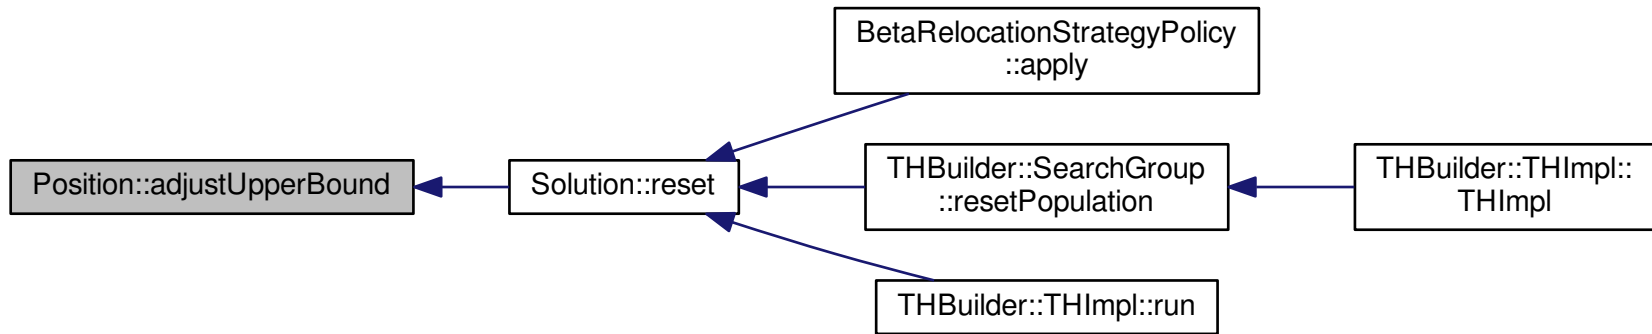 BetaRelocationStrategyPolicy
::apply
Position::adjustUpperBound
Solution::reset
THBuilder::SearchGroup
::resetPopulation
THBuilder::THImpl::
THImpl
THBuilder::THImpl::run